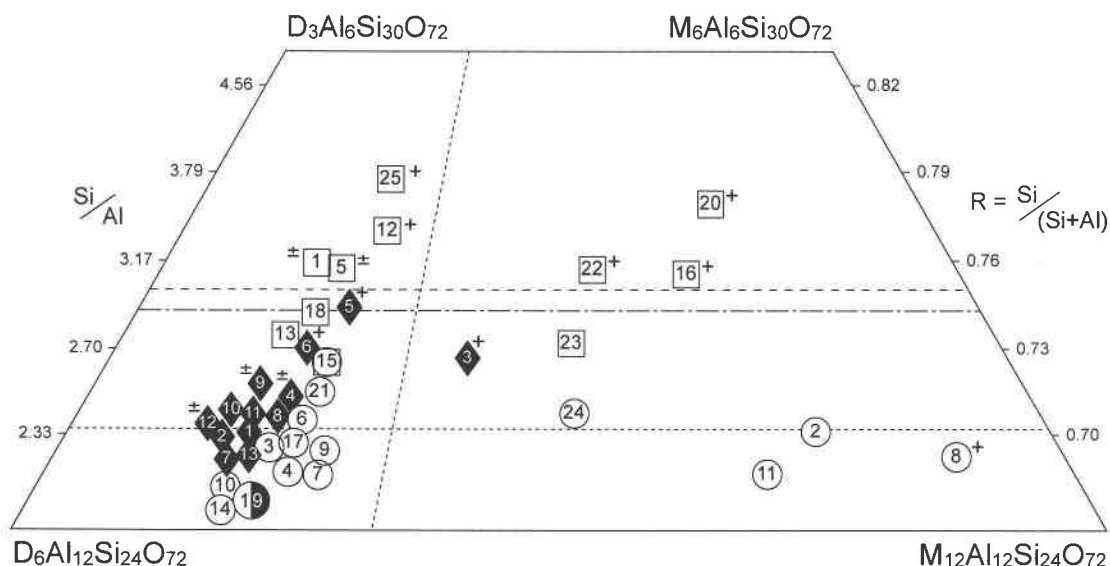 D₃Al₆Si₃₀O₇₂ M₆Al₆Si₃₀O₇₂
4.56 0.82
3.79 25 + 0.79
Si/Al 20 + R = Si/(Si+Al)
12 +
3.17 ± 1 5 ± 22 + 16 + 0.76
5 +
18
13 6 + 23
2.70 15 3 + 0.73
± 9 ± 4 21
± 12 10 11 8 6 24
2.33 2 1 2 0.70
7 13 3 17 9 8 +
4 7 11
10 19
14
D₆Al₁₂Si₂₄O₇₂ M₁₂Al₁₂Si₂₄O₇₂